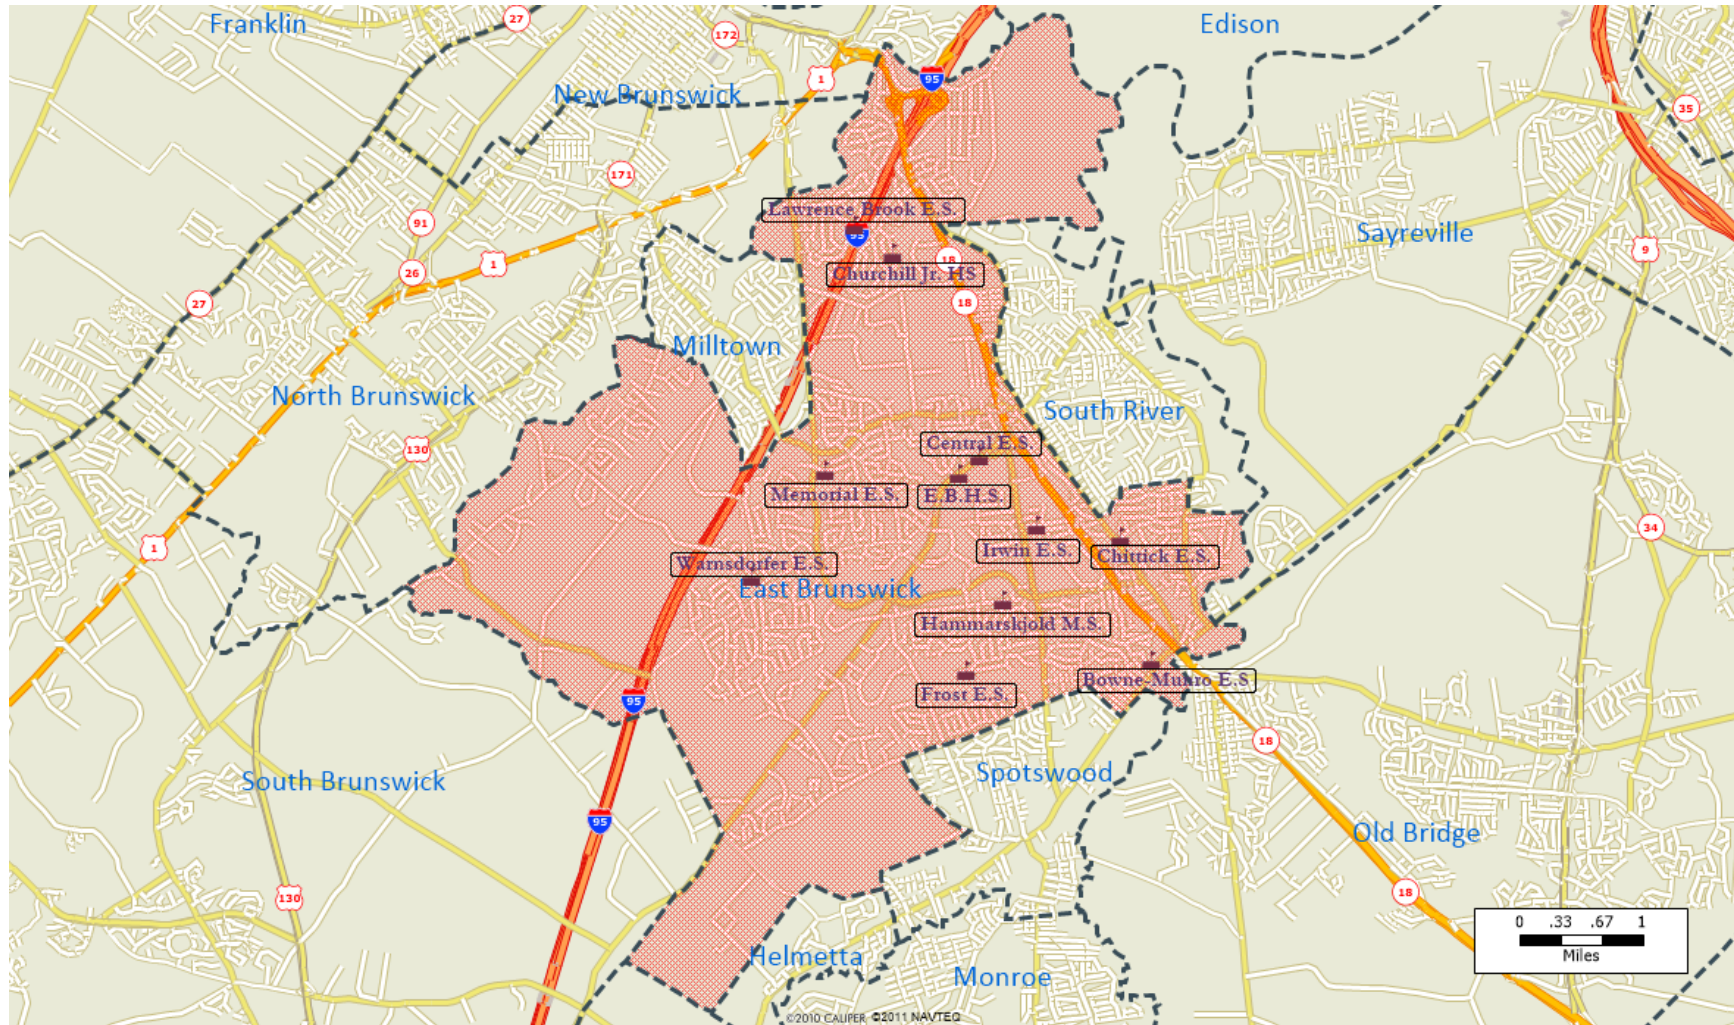 Franklin
27
172
Edison
1
95
New Brunswick
35
171
Lawrence Brook E.S.
91
95
Sayreville
18
9
1
26
Churchill Jr. HS
27
18
Milltown
North Brunswick
South River
130
Central E.S.
Memorial E.S.
E.B.H.S.
34
1
Irwin E.S.
Chittick E.S.
Warnsdorfer E.S.
East Brunswick
Hammarskjold M.S.
Bowne-Munro E.S
Frost E.S.
95
18
Spotswood
South Brunswick
95
Old Bridge
130
18
0 .33 .67 1
Miles
Helmetta
Monroe
©2010 CALIPER ©2011 NAVTEQ